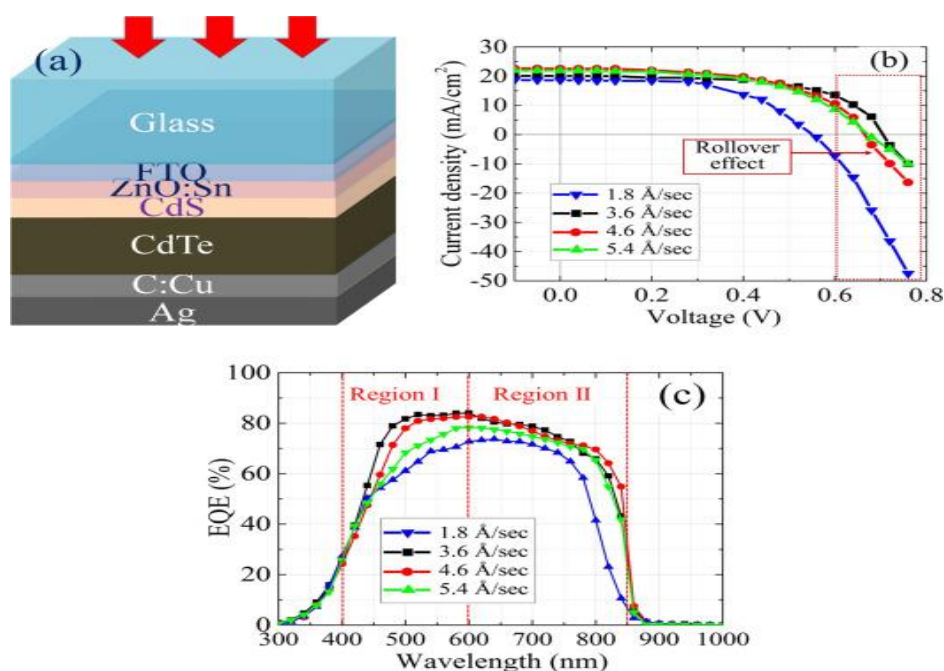 (a)
Glass
FTO
ZnO:Sn
CdS
CdTe
C:Cu
Ag
(b)
Current density (mA/cm²)
30
20
10
0
-10
-20
-30
-40
-50
Rollover
effect
1.8 Å/sec
3.6 Å/sec
4.6 Å/sec
5.4 Å/sec
0.0 0.2 0.4 0.6 0.8
Voltage (V)
(c)
Region I Region II
EQE (%)
100
80
60
40
20
0
1.8 Å/sec
3.6 Å/sec
4.6 Å/sec
5.4 Å/sec
300 400 500 600 700 800 900 1000
Wavelength (nm)